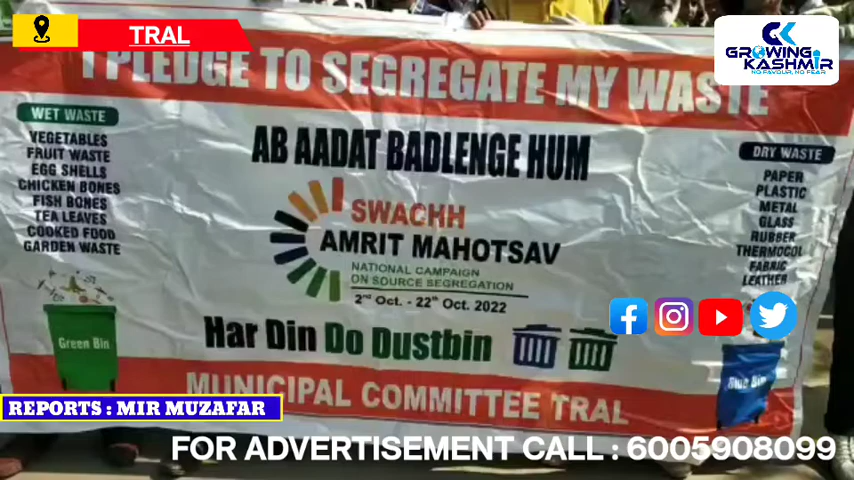 TRAL
GROWING
KASHMIR
NO FAVOUR, NO FEAR
I PLEDGE TO SEGREGATE MY WASTE
WET WASTE
VEGETABLES
FRUIT WASTE
EGG SHELLS
CHICKEN BONES
FISH BONES
TEA LEAVES
COOKED FOOD
GARDEN WASTE
Green Bin
AB AADAT BADLENGE HUM
SWACHH
AMRIT MAHOTSAV
NATIONAL CAMPAIGN
ON SOURCE SEGREGATION
2nd Oct. - 22th Oct. 2022
Har Din Do Dustbin
DRY WASTE
PAPER
PLASTIC
METAL
GLASS
RUBBER
THERMOCOL
FABRIC
LEATHER
Blue Bin
MUNICIPAL COMMITTEE TRAL
REPORTS : MIR MUZAFAR
FOR ADVERTISEMENT CALL : 6005908099